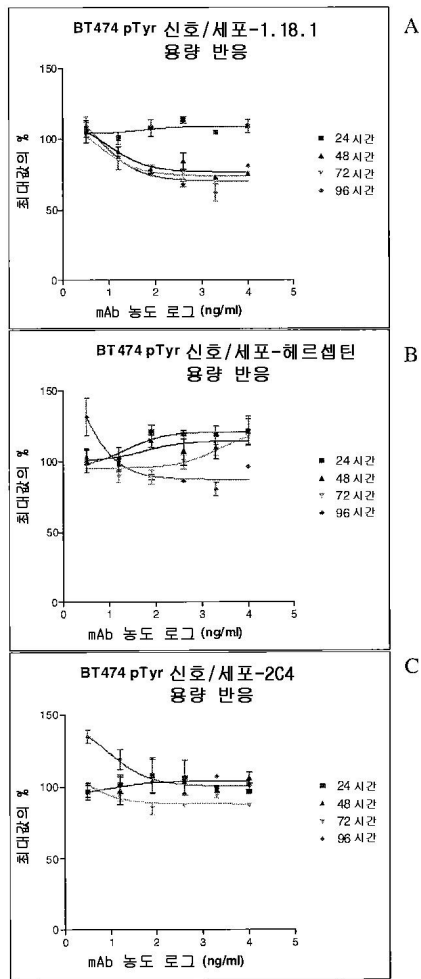 BT474 pTyr 신호/세포-1.18.1
용량 반응
A
최대값의 %
150
100
50
0
0 1 2 3 4 5
mAb 농도 로그 (ng/ml)
24 시간
48 시간
72 시간
96 시간
BT474 pTyr 신호/세포-헤르셉틴
용량 반응
B
최대값의 %
150
100
50
0
0 1 2 3 4 5
mAb 농도 로그 (ng/ml)
24 시간
48 시간
72 시간
96 시간
BT474 pTyr 신호/세포-2C4
용량 반응
C
최대값의 %
150
100
50
0
0 1 2 3 4 5
mAb 농도 로그 (ng/ml)
24 시간
48 시간
72 시간
96 시간